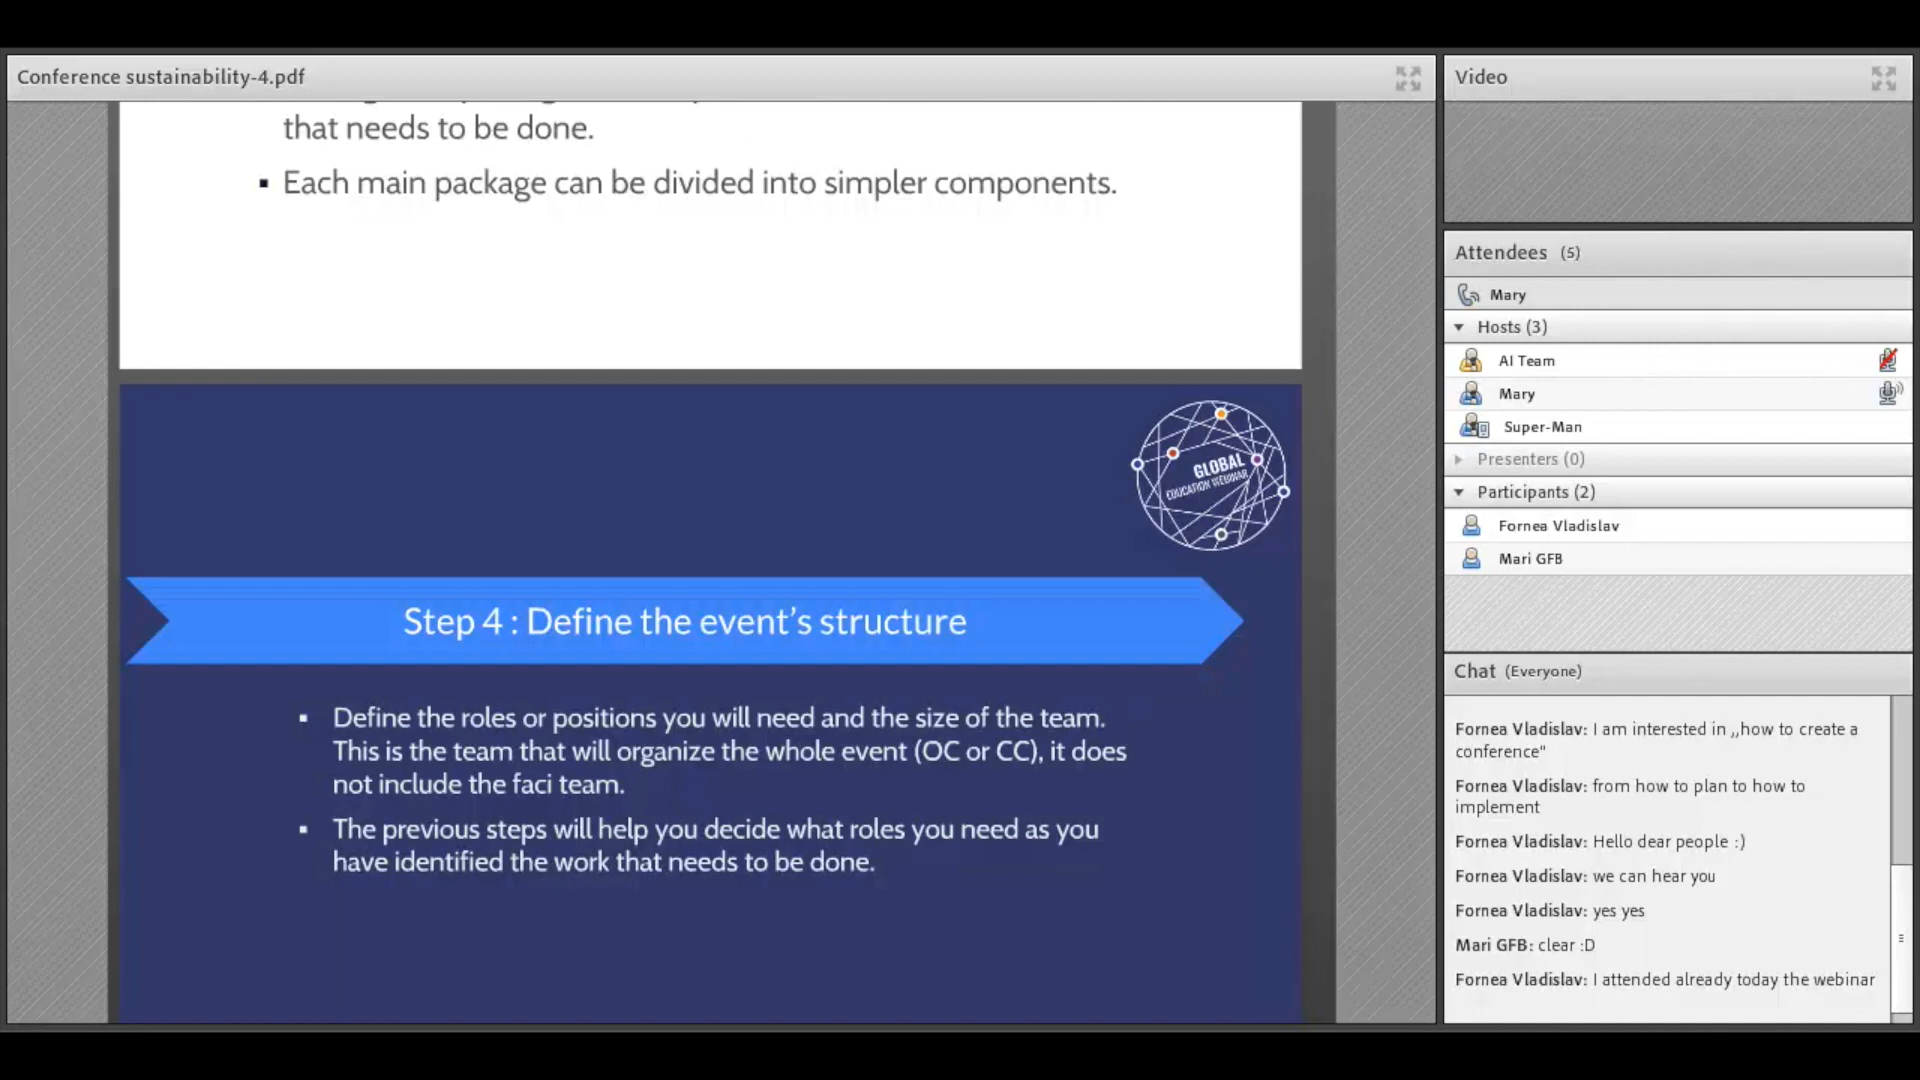 Conference sustainability-4.pdf
that needs to be done.
▪ Each main package can be divided into simpler components.
GLOBAL
EDUCATION WEBINAR
Step 4 : Define the event’s structure
▪ Define the roles or positions you will need and the size of the team.
This is the team that will organize the whole event (OC or CC), it does
not include the faci team.
▪ The previous steps will help you decide what roles you need as you
have identified the work that needs to be done.
Video
Attendees (5)
Mary
Hosts (3)
AI Team
Mary
Super-Man
Presenters (0)
Participants (2)
Fornea Vladislav
Mari GFB
Chat (Everyone)
Fornea Vladislav: I am interested in ,,how to create a
conference"
Fornea Vladislav: from how to plan to how to
implement
Fornea Vladislav: Hello dear people :)
Fornea Vladislav: we can hear you
Fornea Vladislav: yes yes
Mari GFB: clear :D
Fornea Vladislav: I attended already today the webinar